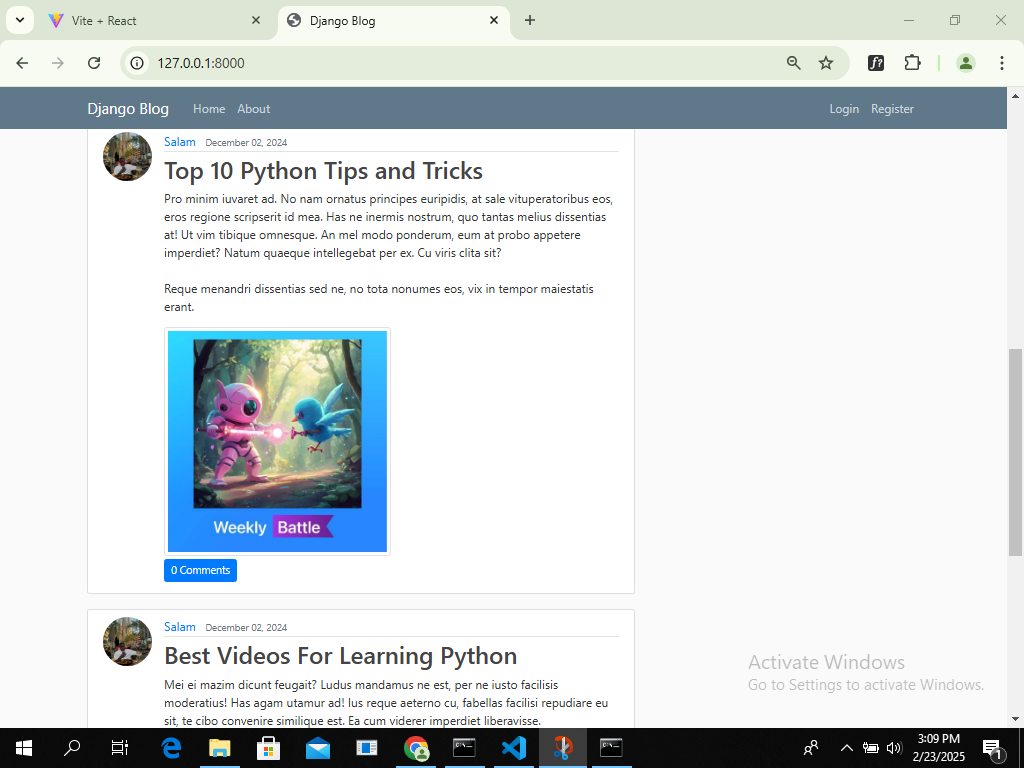 Vite + React
Django Blog
127.0.0.1:8000
Django Blog Home About Login Register
Salam December 02, 2024
Top 10 Python Tips and Tricks
Pro minim iuvaret ad. No nam ornatus principes euripidis, at sale vituperatoribus eos,
eros regione scripserit id mea. Has ne inermis nostrum, quo tantas melius dissentias
at! Ut vim tibique omnesque. An mel modo ponderum, eum at probo appetere
imperdiet? Natum quaeque intellegebat per ex. Cu viris clita sit?
Reque menandri dissentias sed ne, no tota nonumes eos, vix in tempor maiestatis
erant.
Weekly Battle
0 Comments
Salam December 02, 2024
Best Videos For Learning Python
Mei ei mazim dicunt feugait? Ludus mandamus ne est, per ne iusto facilisis
moderatius! Has agam utamur ad! Ius reque aeterno cu, fabellas facilisi repudiare eu
sit, te cibo convenire similique est. Ea cum viderer imperdiet liberavisse.
Activate Windows
Go to Settings to activate Windows.
3:09 PM
2/23/2025
1